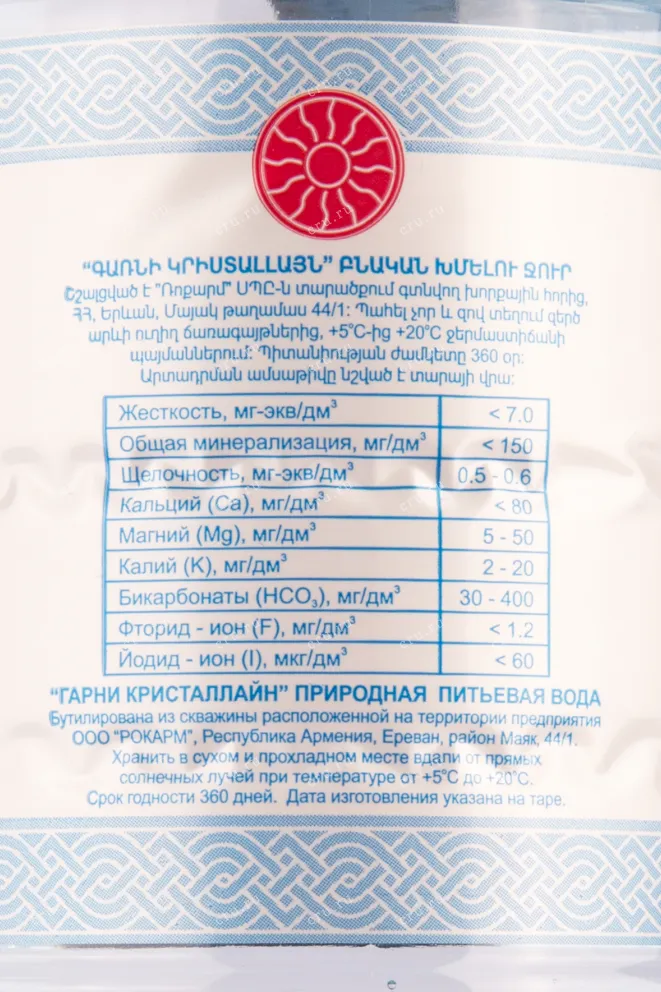 “ԳԱՌՆԻ ԿՐԻՍՏԱԼԼԱՅՆ” ԲՆԱԿԱՆ ԽՄԵԼՈՒ ՋՈՒՐ
Շշալցված է “Ռոքարմ” ՍՊԸ-ն տարածքում գտնվող խորքային հորից,
ՀՀ, Երևան, Մայակ թաղամաս 44/1: Պահել չոր և զով տեղում զերծ
արևի ուղիղ ճառագայթներից, +5°C-ից +20°C ջերմաստիճանի
պայմաններում: Պիտանիության ժամկետը 360 օր:
Արտադրման ամսաթիվը նշված է տարայի վրա:
Жесткость, мг-экв/дм³ < 7.0
Общая минерализация, мг/дм³ < 150
Щелочность, мг-экв/дм³ 0.5 - 0.6
Кальций (Ca), мг/дм³ < 80
Магний (Mg), мг/дм³ 5 - 50
Калий (K), мг/дм³ 2 - 20
Бикарбонаты (HCO₃), мг/дм³ 30 - 400
Фторид - ион (F), мг/дм³ < 1.2
Йодид - ион (I), мкг/дм³ < 60
“ГАРНИ КРИСТАЛЛАЙН” ПРИРОДНАЯ ПИТЬЕВАЯ ВОДА
Бутилирована из скважины расположенной на территории предприятия
ООО “РОКАРМ”, Республика Армения, Ереван, район Маяк, 44/1.
Хранить в сухом и прохладном месте вдали от прямых
солнечных лучей при температуре от +5°C до +20°C.
Срок годности 360 дней. Дата изготовления указана на таре.